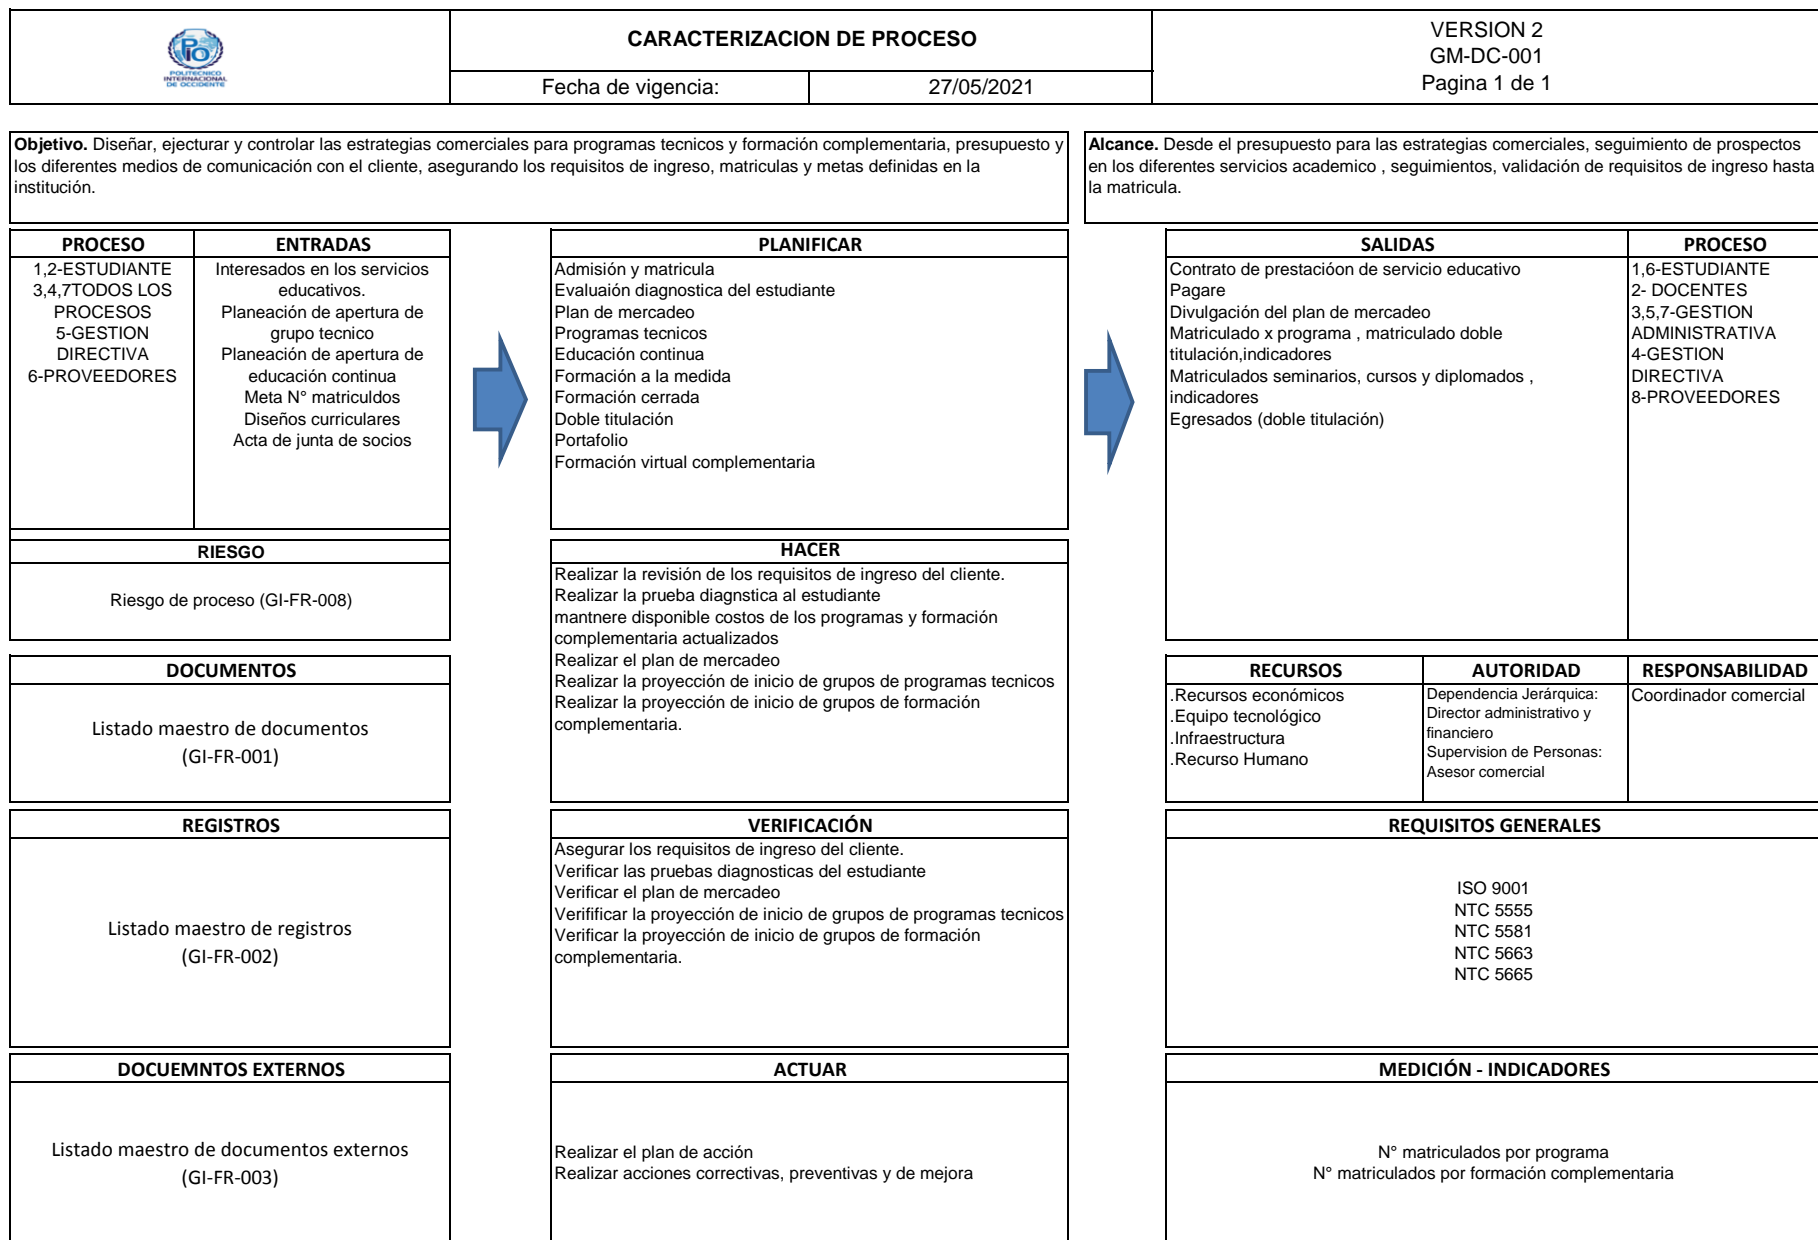 PIO
POLITECNICO
INTERNACIONAL
DE OCCIDENTE
CARACTERIZACION DE PROCESO
Fecha de vigencia:
27/05/2021
VERSION 2
GM-DC-001
Pagina 1 de 1
Objetivo. Diseñar, ejecturar y controlar las estrategias comerciales para programas tecnicos y formación complementaria, presupuesto y
los diferentes medios de comunicación con el cliente, asegurando los requisitos de ingreso, matriculas y metas definidas en la
institución.
Alcance. Desde el presupuesto para las estrategias comerciales, seguimiento de prospectos
en los diferentes servicios academico , seguimientos, validación de requisitos de ingreso hasta
la matricula.
PROCESO
1,2-ESTUDIANTE
3,4,7TODOS LOS
PROCESOS
5-GESTION
DIRECTIVA
6-PROVEEDORES
ENTRADAS
Interesados en los servicios
educativos.
Planeación de apertura de
grupo tecnico
Planeación de apertura de
educación continua
Meta N° matriculdos
Diseños curriculares
Acta de junta de socios
PLANIFICAR
Admisión y matricula
Evaluaión diagnostica del estudiante
Plan de mercadeo
Programas tecnicos
Educación continua
Formación a la medida
Formación cerrada
Doble titulación
Portafolio
Formación virtual complementaria
SALIDAS
Contrato de prestacióon de servicio educativo
Pagare
Divulgación del plan de mercadeo
Matriculado x programa , matriculado doble
titulación,indicadores
Matriculados seminarios, cursos y diplomados ,
indicadores
Egresados (doble titulación)
PROCESO
1,6-ESTUDIANTE
2- DOCENTES
3,5,7-GESTION
ADMINISTRATIVA
4-GESTION
DIRECTIVA
8-PROVEEDORES
RIESGO
Riesgo de proceso (GI-FR-008)
HACER
Realizar la revisión de los requisitos de ingreso del cliente.
Realizar la prueba diagnstica al estudiante
mantnere disponible costos de los programas y formación
complementaria actualizados
Realizar el plan de mercadeo
Realizar la proyección de inicio de grupos de programas tecnicos
Realizar la proyección de inicio de grupos de formación
complementaria.
DOCUMENTOS
Listado maestro de documentos
(GI-FR-001)
RECURSOS
.Recursos económicos
.Equipo tecnológico
.Infraestructura
.Recurso Humano
AUTORIDAD
Dependencia Jerárquica:
Director administrativo y
financiero
Supervision de Personas:
Asesor comercial
RESPONSABILIDAD
Coordinador comercial
REGISTROS
Listado maestro de registros
(GI-FR-002)
VERIFICACIÓN
Asegurar los requisitos de ingreso del cliente.
Verificar las pruebas diagnosticas del estudiante
Verificar el plan de mercadeo
Verifificar la proyección de inicio de grupos de programas tecnicos
Verificar la proyección de inicio de grupos de formación
complementaria.
REQUISITOS GENERALES
ISO 9001
NTC 5555
NTC 5581
NTC 5663
NTC 5665
DOCUEMNTOS EXTERNOS
Listado maestro de documentos externos
(GI-FR-003)
ACTUAR
Realizar el plan de acción
Realizar acciones correctivas, preventivas y de mejora
MEDICIÓN - INDICADORES
N° matriculados por programa
N° matriculados por formación complementaria